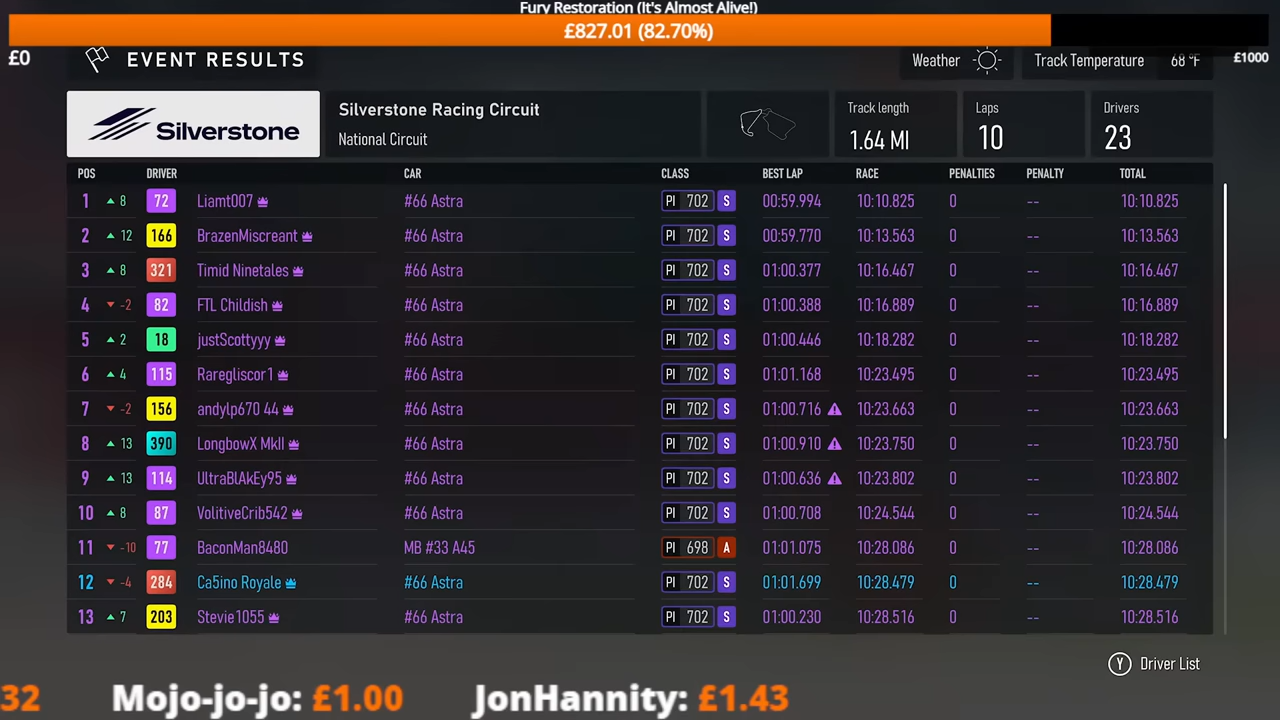 Fury Restoration (It's Almost Alive!)
£827.01 (82.70%)
£0
£1000
EVENT RESULTS
Weather
Track Temperature 68 °F
Silverstone
Silverstone Racing Circuit
National Circuit
Track length
1.64 MI
Laps
10
Drivers
23
POS DRIVER CAR CLASS BEST LAP RACE PENALTIES PENALTY TOTAL
1 8 72 Liamt007 #66 Astra PI 702 S 00:59.994 10:10.825 0 -- 10:10.825
2 12 166 BrazenMiscreant #66 Astra PI 702 S 00:59.770 10:13.563 0 -- 10:13.563
3 8 321 Timid Ninetales #66 Astra PI 702 S 01:00.377 10:16.467 0 -- 10:16.467
4 -2 82 FTL Childish #66 Astra PI 702 S 01:00.388 10:16.889 0 -- 10:16.889
5 2 18 justScottyyy #66 Astra PI 702 S 01:00.446 10:18.282 0 -- 10:18.282
6 4 115 Raregliscor1 #66 Astra PI 702 S 01:01.168 10:23.495 0 -- 10:23.495
7 -2 156 andylp670 44 #66 Astra PI 702 S 01:00.716 10:23.663 0 -- 10:23.663
8 13 390 LongbowX MkII #66 Astra PI 702 S 01:00.910 10:23.750 0 -- 10:23.750
9 13 114 UltraBlAkEy95 #66 Astra PI 702 S 01:00.636 10:23.802 0 -- 10:23.802
10 8 87 VolitiveCrib542 #66 Astra PI 702 S 01:00.708 10:24.544 0 -- 10:24.544
11 -10 77 BaconMan8480 MB #33 A45 PI 698 A 01:01.075 10:28.086 0 -- 10:28.086
12 -4 284 Ca5ino Royale #66 Astra PI 702 S 01:01.699 10:28.479 0 -- 10:28.479
13 7 203 Stevie1055 #66 Astra PI 702 S 01:00.230 10:28.516 0 -- 10:28.516
Y Driver List
32 Mojo-jo-jo: £1.00 JonHannity: £1.43